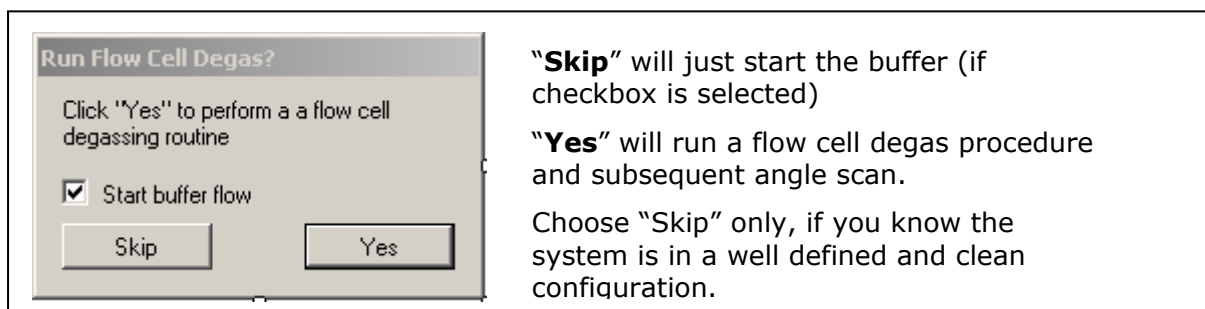 Run Flow Cell Degas?
Click "Yes" to perform a a flow cell
degassing routine
Start buffer flow
Skip
Yes
“Skip” will just start the buffer (if
checkbox is selected)
“Yes” will run a flow cell degas procedure
and subsequent angle scan.
Choose “Skip” only, if you know the
system is in a well defined and clean
configuration.